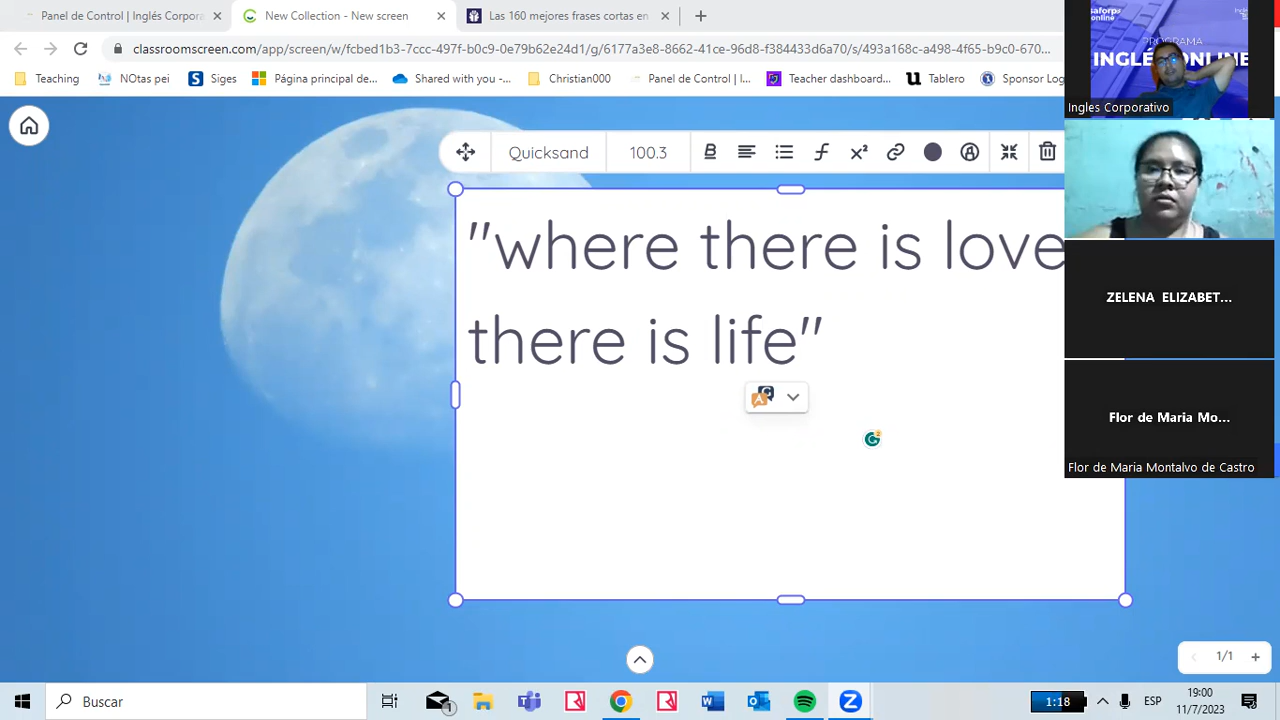 Panel de Control | Inglés Corpora
New Collection - New screen
Las 160 mejores frases cortas en
classroomscreen.com/app/screen/w/fcbed1b3-7ccc-497f-b0c9-0e79b62e24d1/g/6177a3e8-8662-41ce-96d8-f384433d6a70/s/4938168c-a498-4f65-b9c0-670...
Teaching
NOtas pei
Siges
Página principal de...
Shared with you -...
Christian000
Panel de Control | I...
Teacher dashboard...
Tablero
Sponsor Log
PROGRAMA
INGLÉS ONLINE
Ingles Corporativo
Quicksand
100.3
"where there is love
there is life"
ZELENA ELIZABET...
Flor de Maria Mo...
Flor de Maria Montalvo de Castro
1/1
Buscar
1
1:18
ESP
19:00
11/7/2023